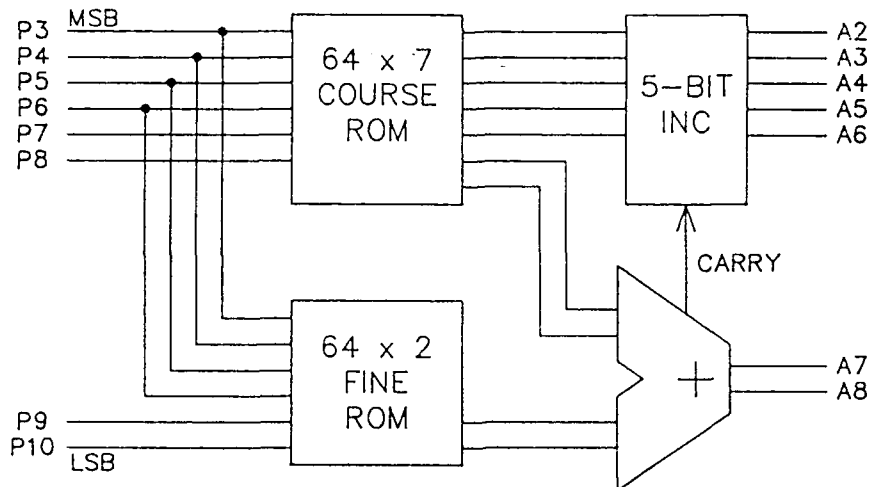 MSB
P3
P4
P5
P6
P7
P8
64 x 7
COURSE
ROM
5-BIT
INC
A2
A3
A4
A5
A6
CARRY
64 x 2
FINE
ROM
+
A7
A8
P9
P10
LSB